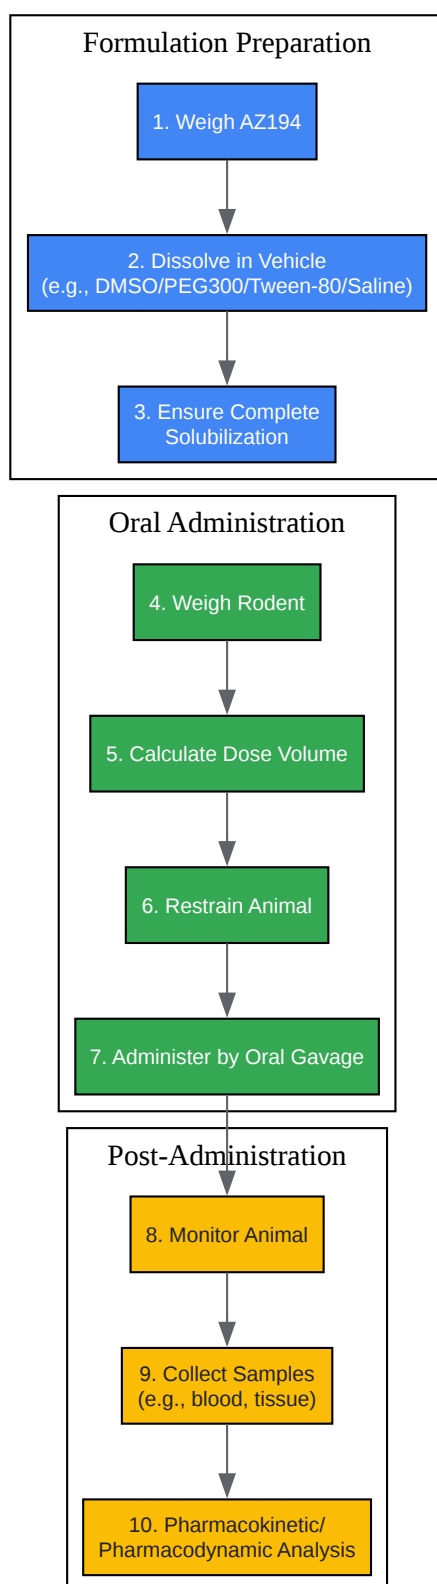 Formulation Preparation
1. Weigh AZ194
2. Dissolve in Vehicle
(e.g., DMSO/PEG300/Tween-80/Saline)
3. Ensure Complete
Solubilization
Oral Administration
4. Weigh Rodent
5. Calculate Dose Volume
6. Restrain Animal
7. Administer by Oral Gavage
Post-Administration
8. Monitor Animal
9. Collect Samples
(e.g., blood, tissue)
10. Pharmacokinetic/
Pharmacodynamic Analysis